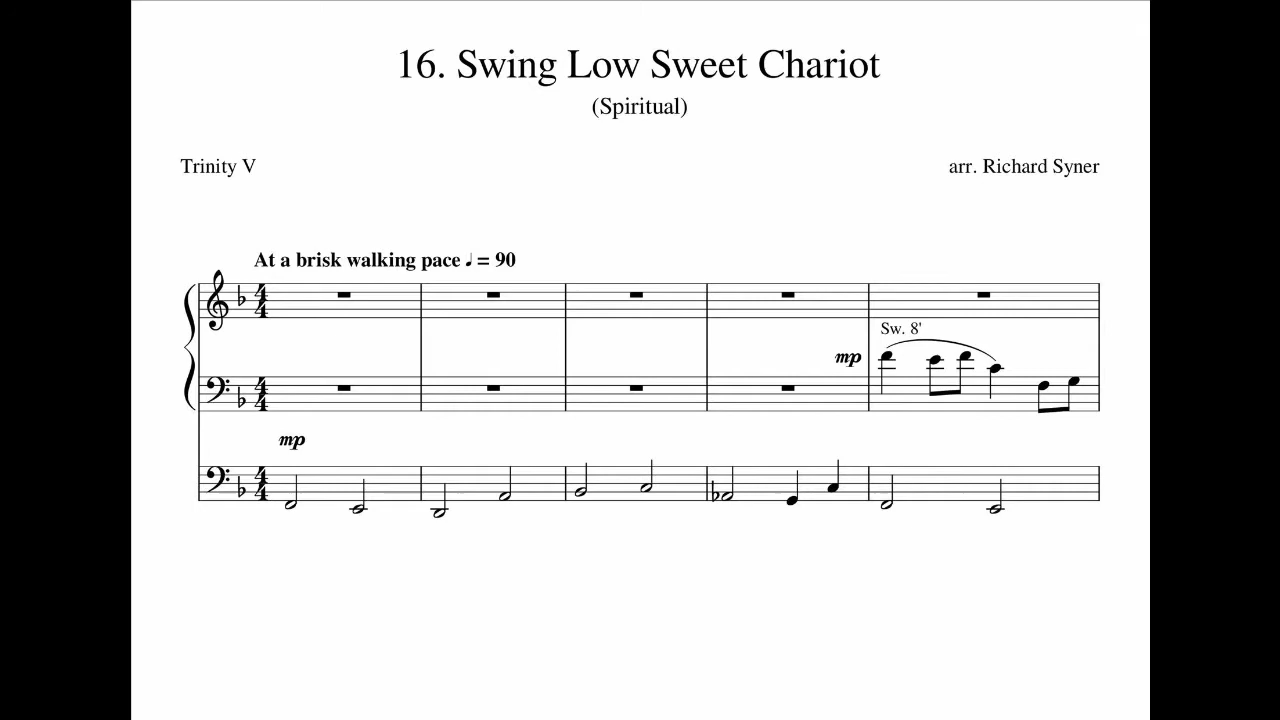 16. Swing Low Sweet Chariot
(Spiritual)
Trinity V
arr. Richard Syner
At a brisk walking pace ♩ = 90
Sw. 8'
mp
mp